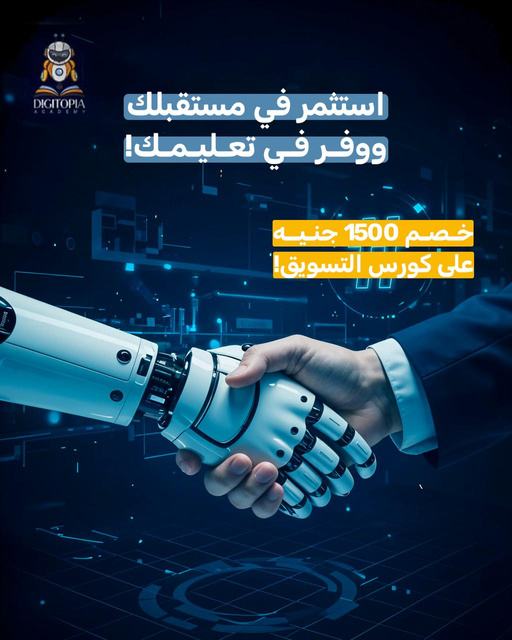 DIGITOPIA
ACADEMY
استثمر في مستقبلك
ووفر في تعليمك!
خصم 1500 جنيه
على كورس التسويق!